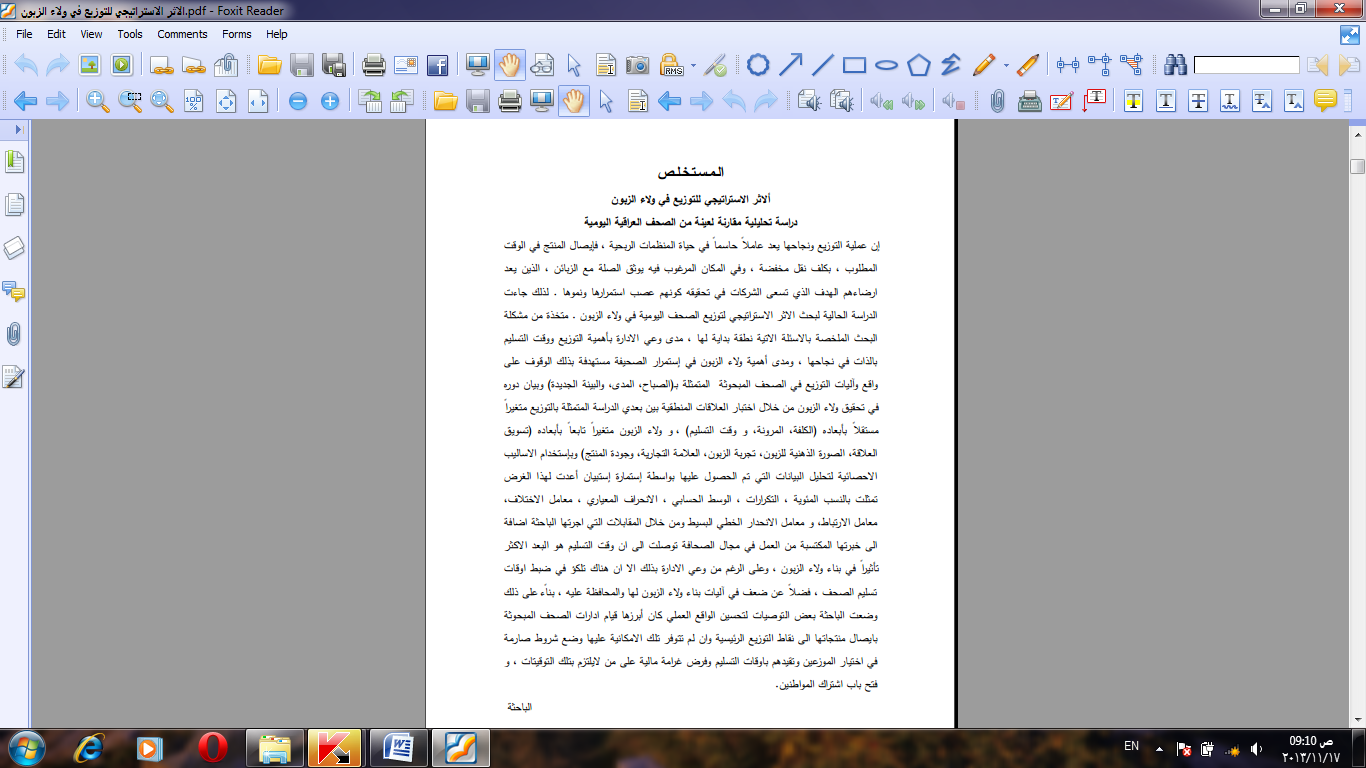 الاثر الاستراتيجي للتوزيع في ولاء الزبون.pdf - Foxit Reader
File Edit View Tools Comments Forms Help
المستخلص
ألاثر الاستراتيجي للتوزيع في ولاء الزبون
دراسة تحليلية مقارنة لعينة من الصحف العراقية اليومية
إن عملية التوزيع ونجاحها يعد عاملاً حاسماً في حياة المنظمات الربحية ، فإيصال المنتج في الوقت
المطلوب ، بكلف نقل مخفضة ، وفي المكان المرغوب فيه يوثق الصلة مع الزبائن ، الذين يعد
ارضاءهم الهدف الذي تسعى الشركات في تحقيقه كونهم عصب استمرارها ونموها . لذلك جاءت
الدراسة الحالية لبحث الاثر الاستراتيجي لتوزيع الصحف اليومية في ولاء الزبون . متخذة من مشكلة
البحث الملخصة بالاسئلة الاتية نطقة بداية لها ، مدى وعي الادارة بأهمية التوزيع ووقت التسليم
بالذات في نجاحها ، ومدى أهمية ولاء الزبون في إستمرار الصحيفة مستهدفة بذلك الوقوف على
واقع وآليات التوزيع في الصحف المبحوثة المتمثلة بـ(الصباح، المدى، والبينة الجديدة) وبيان دوره
في تحقيق ولاء الزبون من خلال اختبار العلاقات المنطقية بين بعدي الدراسة المتمثلة بالتوزيع متغيراً
مستقلاً بأبعاده (الكلفة، المرونة، و وقت التسليم) ، و ولاء الزبون متغيراً تابعاً بأبعاده (تسويق
العلاقة، الصورة الذهنية للزبون، تجربة الزبون، العلامة التجارية، وجودة المنتج) وبإستخدام الاساليب
الاحصائية لتحليل البيانات التي تم الحصول عليها بواسطة إستمارة إستبيان أعدت لهذا الغرض
تمثلت بالنسب المئوية ، التكرارات ، الوسط الحسابي ، الانحراف المعياري ، معامل الاختلاف،
معامل الارتباط، و معامل الانحدار الخطي البسيط ومن خلال المقابلات التي اجرتها الباحثة اضافة
الى خبرتها المكتسبة من العمل في مجال الصحافة توصلت الى ان وقت التسليم هو البعد الاكثر
تأثيراً في بناء ولاء الزبون ، وعلى الرغم من وعي الادارة بذلك الا ان هناك تلكؤ في ضبط اوقات
تسليم الصحف ، فضلاً عن ضعف في آليات بناء ولاء الزبون لها والمحافظة عليه ، بناءً على ذلك
وضعت الباحثة بعض التوصيات لتحسين الواقع العملي كان أبرزها قيام ادارات الصحف المبحوثة
بايصال منتجاتها الى نقاط التوزيع الرئيسية وان لم تتوفر تلك الامكانية عليها وضع شروط صارمة
في اختيار الموزعين وتقيدهم باوقات التسليم وفرض غرامة مالية على من لايلتزم بتلك التوقيتات ، و
فتح باب اشتراك المواطنين.
الباحثة
EN
09:10 ص
٢٠١٣/١١/١٧